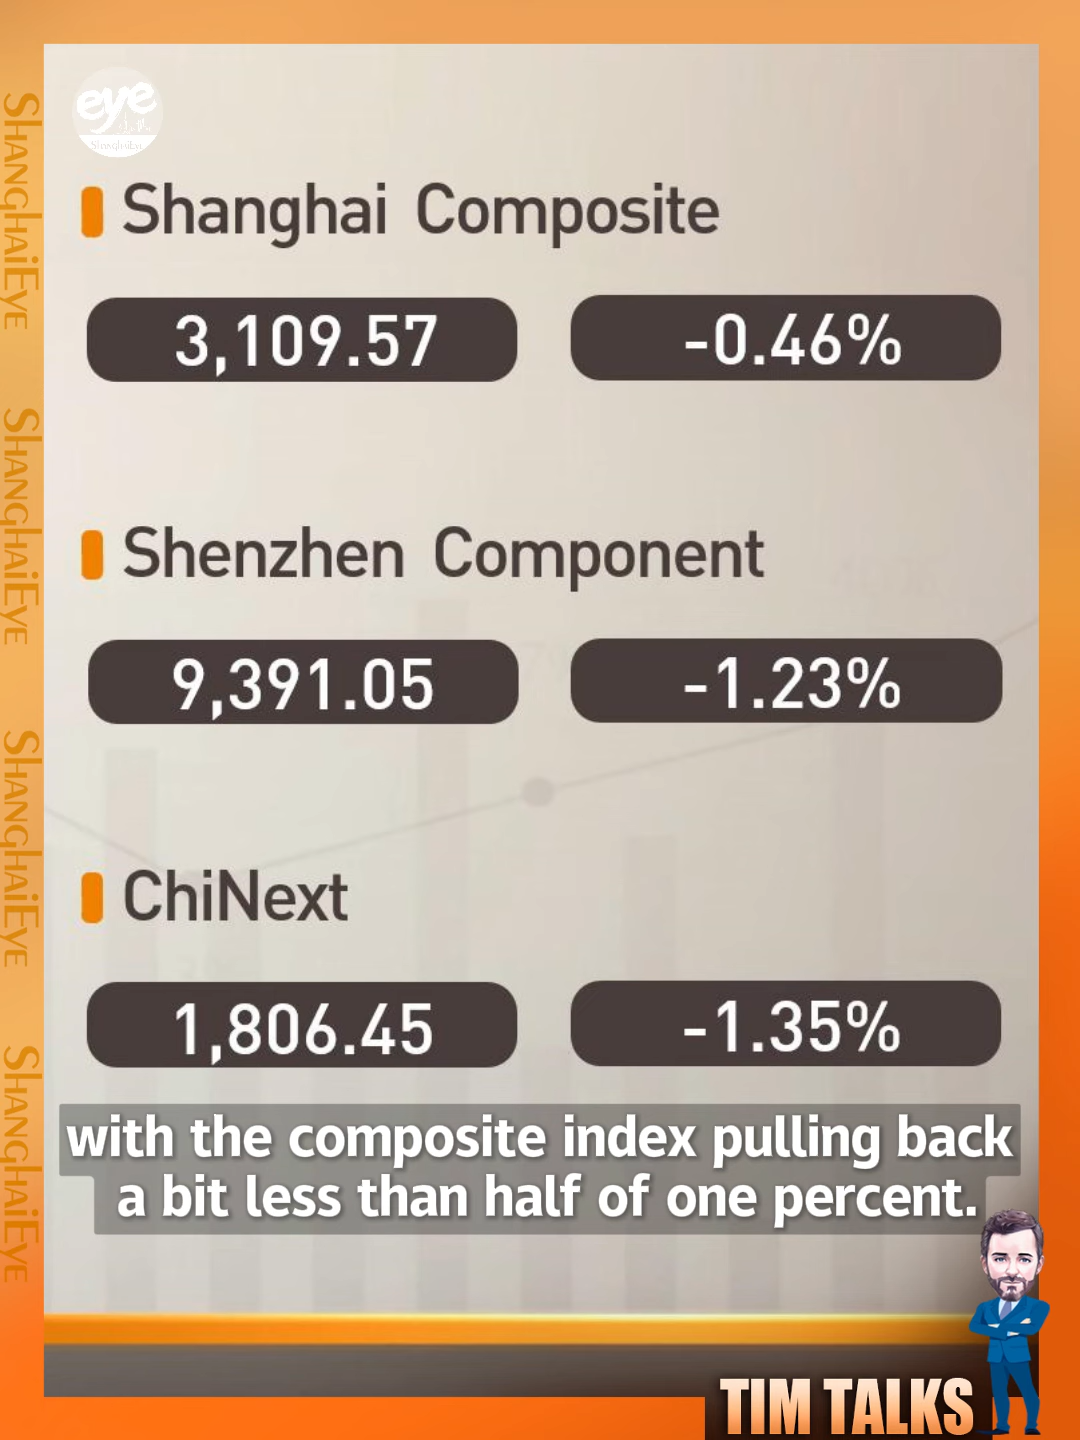 eye
ShanghaiEye
Shanghai Composite
3,109.57
-0.46%
Shenzhen Component
9,391.05
-1.23%
ChiNext
1,806.45
-1.35%
with the composite index pulling back
a bit less than half of one percent.
TIM TALKS
ShanghaiEye
ShanghaiEye
ShanghaiEye
ShanghaiEye